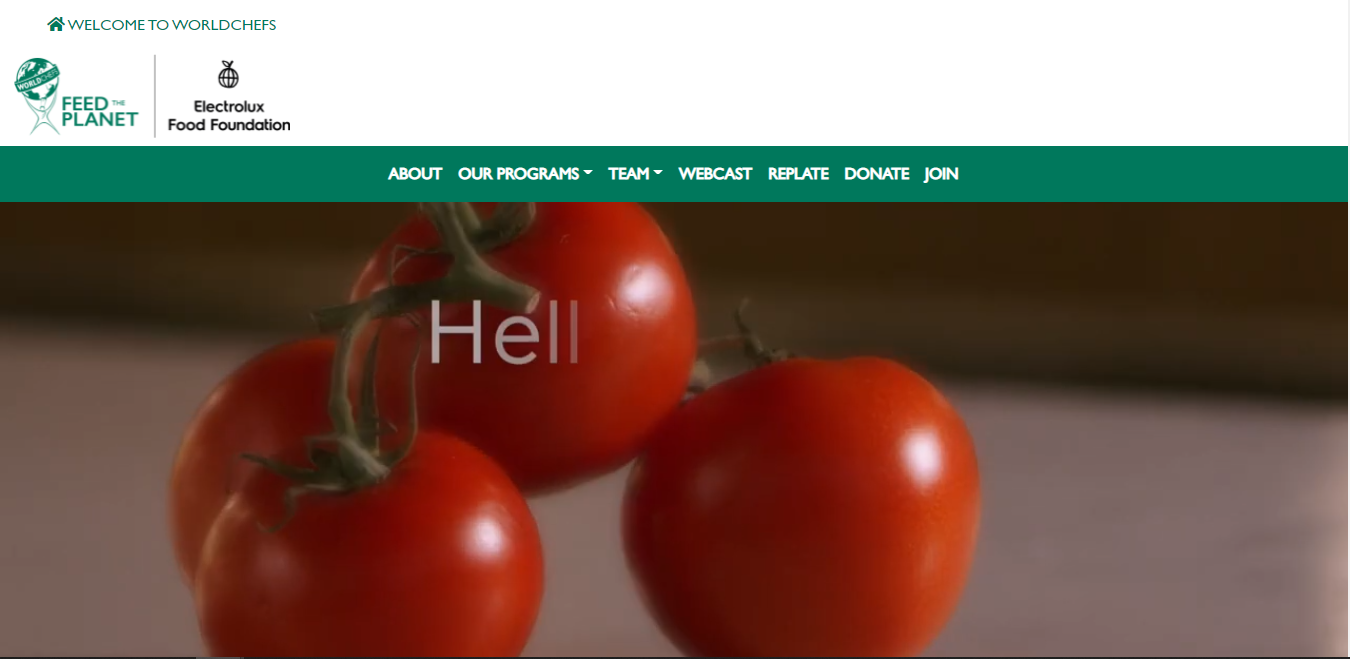 WELCOME TO WORLDCHEFS
WORLDCHEFS
FEED THE
PLANET
Electrolux
Food Foundation
ABOUT OUR PROGRAMS TEAM WEBCAST REPLATE DONATE JOIN
Hell